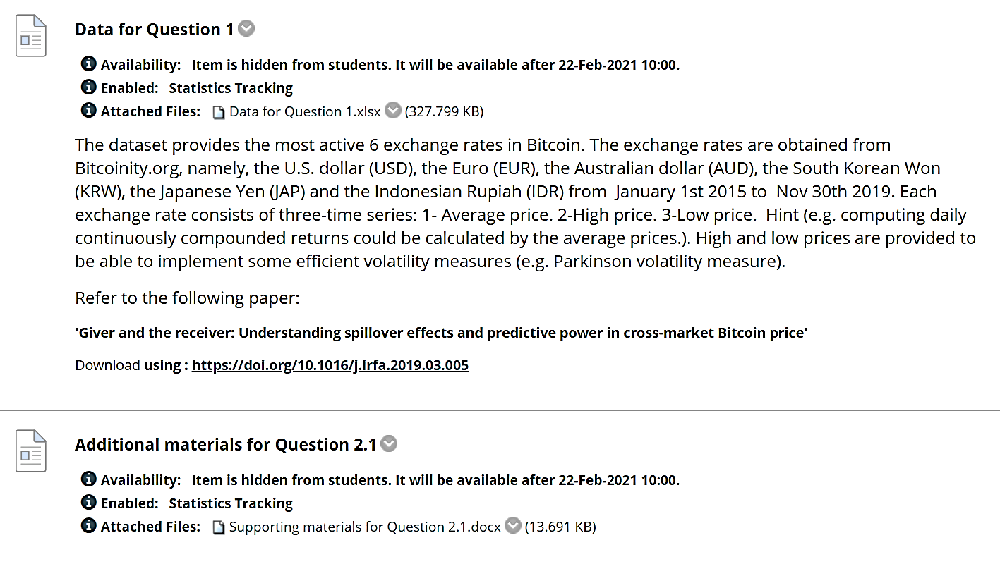 Data for Question 1
Availability: Item is hidden from students. It will be available after 22-Feb-2021 10:00.
Enabled: Statistics Tracking
Attached Files: Data for Question 1.xlsx (327.799 KB)
The dataset provides the most active 6 exchange rates in Bitcoin. The exchange rates are obtained from
Bitcoinity.org, namely, the U.S. dollar (USD), the Euro (EUR), the Australian dollar (AUD), the South Korean Won
(KRW), the Japanese Yen (JAP) and the Indonesian Rupiah (IDR) from  January 1st 2015 to  Nov 30th 2019. Each
exchange rate consists of three-time series: 1- Average price. 2-High price. 3-Low price.  Hint (e.g. computing daily
continuously compounded returns could be calculated by the average prices.). High and low prices are provided to
be able to implement some efficient volatility measures (e.g. Parkinson volatility measure).
Refer to the following paper:
'Giver and the receiver: Understanding spillover effects and predictive power in cross-market Bitcoin price'
Download using : https://doi.org/10.1016/j.irfa.2019.03.005
Additional materials for Question 2.1
Availability: Item is hidden from students. It will be available after 22-Feb-2021 10:00.
Enabled: Statistics Tracking
Attached Files: Supporting materials for Question 2.1.docx (13.691 KB)